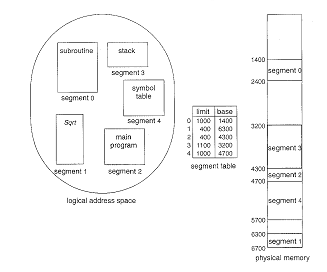 subroutine
stack
segment 3
segment 0
symbol
table
segment 4
Sqrt
main
program
segment 1
segment 2
logical address space
limit base
0 1000 1400
1 400 6300
2 400 4300
3 1100 3200
4 1000 4700
segment table
1400
segment 0
2400
3200
segment 3
4300
segment 2
4700
segment 4
5700
6300
segment 1
6700
physical memory